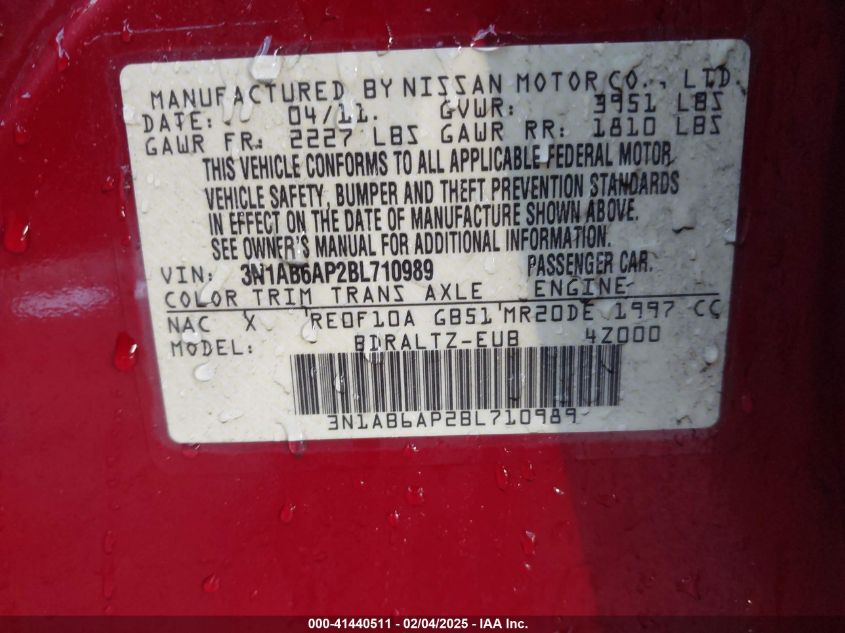 MANUFACTURED BY NISSAN MOTOR CO., LTD.
DATE: 04/11. GVWR: 3951 LBS
GAWR FR: 2227 LBS GAWR RR: 1810 LBS
THIS VEHICLE CONFORMS TO ALL APPLICABLE FEDERAL MOTOR
VEHICLE SAFETY, BUMPER AND THEFT PREVENTION STANDARDS
IN EFFECT ON THE DATE OF MANUFACTURE SHOWN ABOVE.
SEE OWNER'S MANUAL FOR ADDITIONAL INFORMATION.
VIN: 3N1AB6AP2BL710989 PASSENGER CAR.
COLOR TRIM TRANS AXLE ENGINE
NAC X RE0F10A GB51 MR20DE 1997 CC
MODEL: BDRALTZ-EUB 4Z000
3N1AB6AP2BL710989
000-41440511 - 02/04/2025 - IAA Inc.